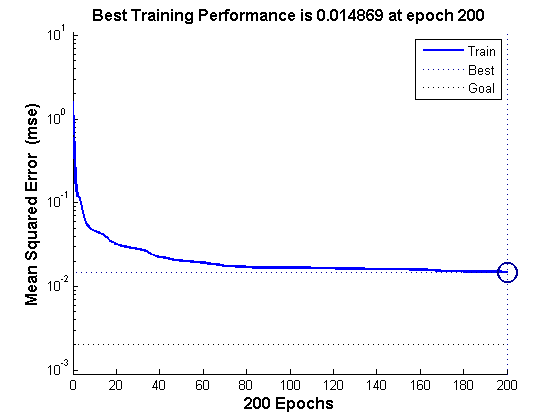 Best Training Performance is 0.014869 at epoch 200
Mean Squared Error (mse)
10^1
10^0
10^-1
10^-2
10^-3
Train
Best
Goal
0 20 40 60 80 100 120 140 160 180 200
200 Epochs